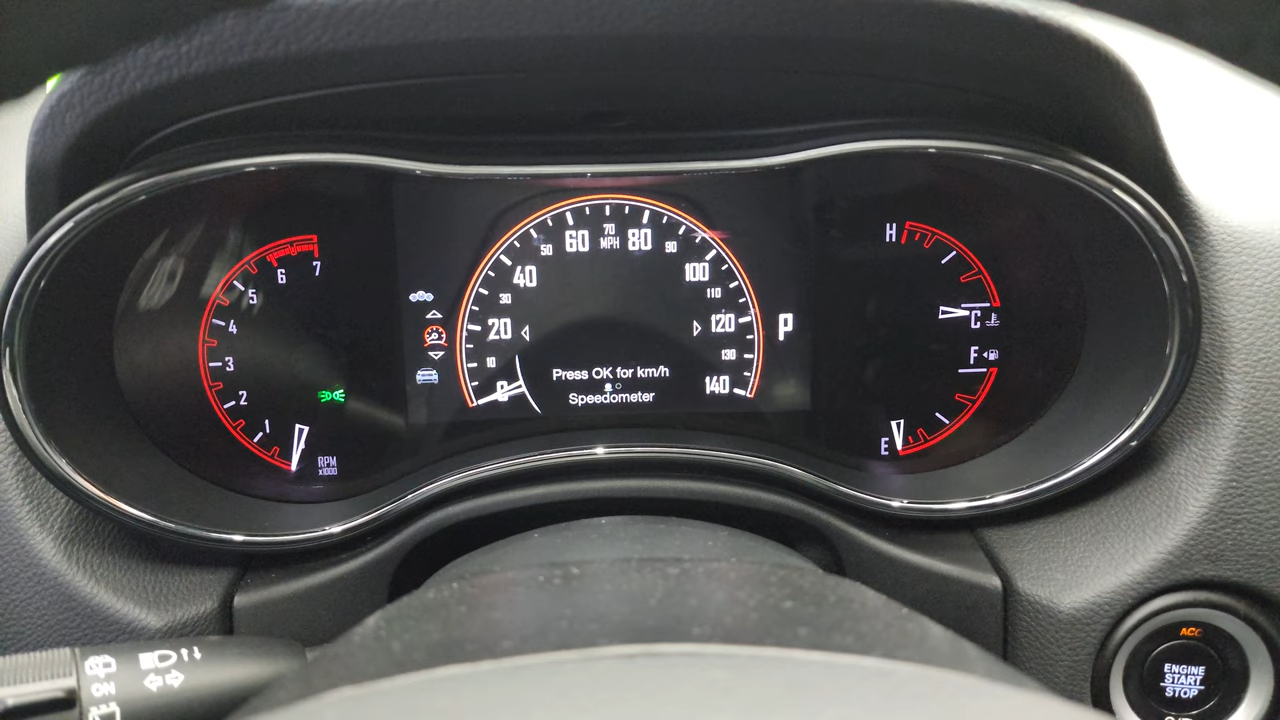 7
6
5
4
3
2
1
RPM
x1000
0
10
20
30
40
50
60
70
MPH
80
90
100
110
120
130
140
Press OK for km/h
Speedometer
P
H
C
F
E
ON
ACC
ENGINE
START
STOP